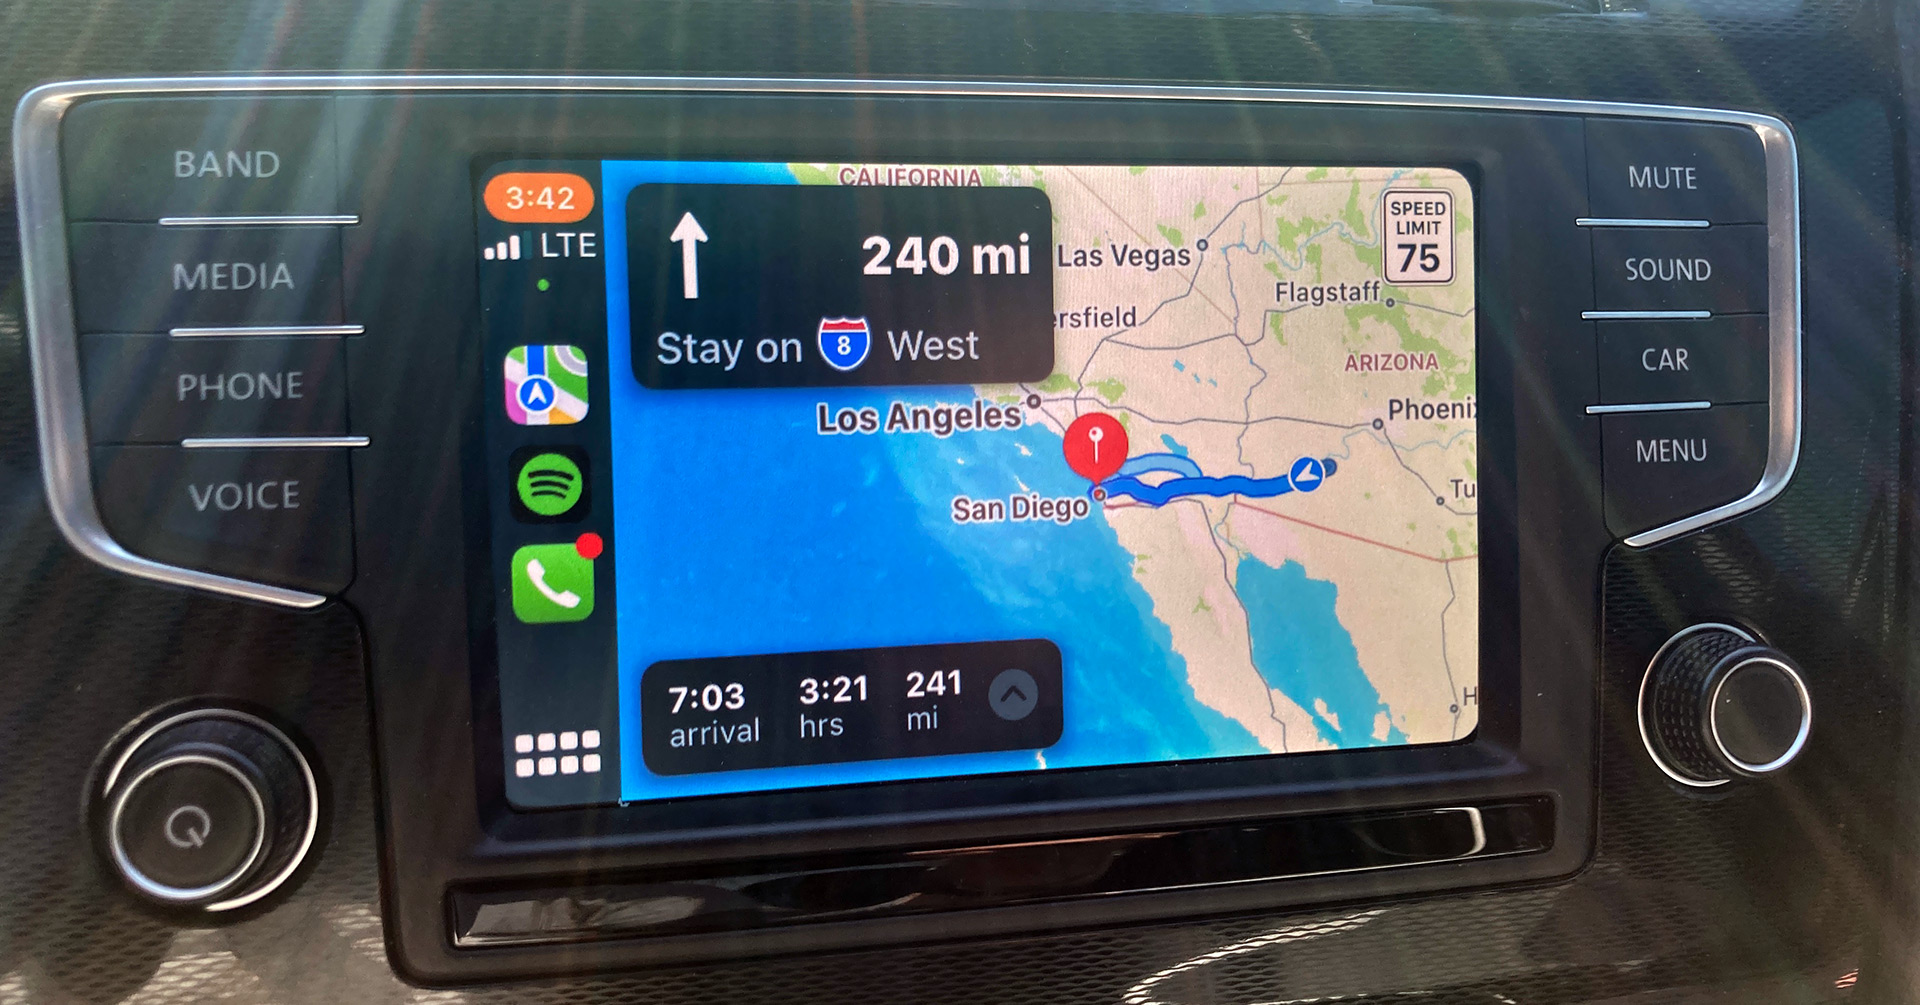 BAND
MEDIA
PHONE
VOICE
3:42
LTE
240 mi
Stay on 8 West
CALIFORNIA
Las Vegas
rsfield
Flagstaff
SPEED
LIMIT
75
ARIZONA
Los Angeles
Phoeni
San Diego
Tu
H
7:03 3:21 241
arrival hrs mi
MUTE
SOUND
CAR
MENU